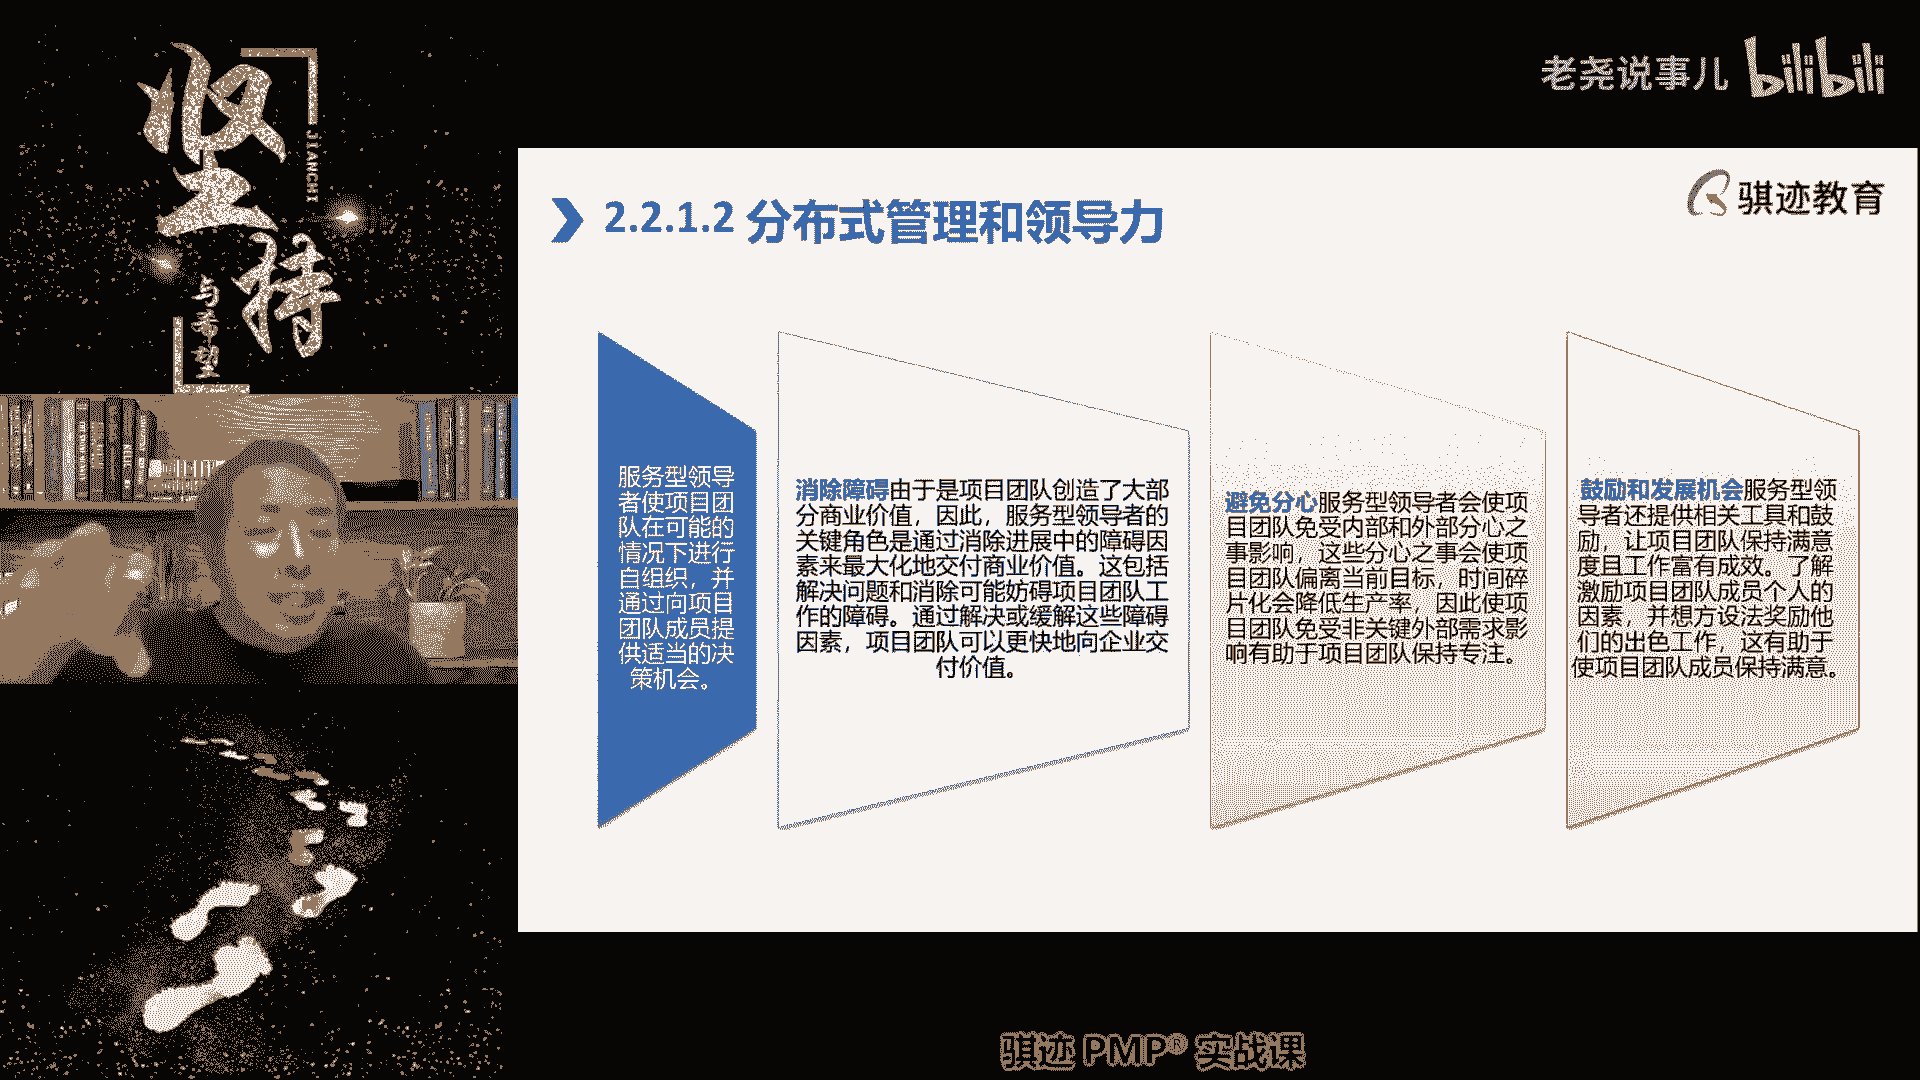 坚持
JIANCHI
与希望
老尧说事儿 bilibili
骐迹教育
2.2.1.2 分布式管理和领导力
服务型领导
者使项目团
队在可能的
情况下进行
自组织，并
通过向项目
团队成员提
供适当的决
策机会。
消除障碍由于是项目团队创造了大部
分商业价值，因此，服务型领导者的
关键角色是通过消除进展中的障碍因
素来最大化地交付商业价值。这包括
解决问题和消除可能妨碍项目团队工
作的障碍。通过解决或缓解这些障碍
因素，项目团队可以更快地向企业交
付价值。
避免分心服务型领导者会使项
目团队免受内部和外部分心之
事影响，这些分心之事会使项
目团队偏离当前目标，时间碎
片化会降低生产率，因此使项
目团队免受非关键外部需求影
响有助于项目团队保持专注。
鼓励和发展机会服务型领
导者还提供相关工具和鼓
励，让项目团队保持满意
度且工作富有成效。了解
激励项目团队成员个人的
因素，并想方设法奖励他
们的出色工作，这有助于
使项目团队成员保持满意。
骐迹 PMP® 实战课